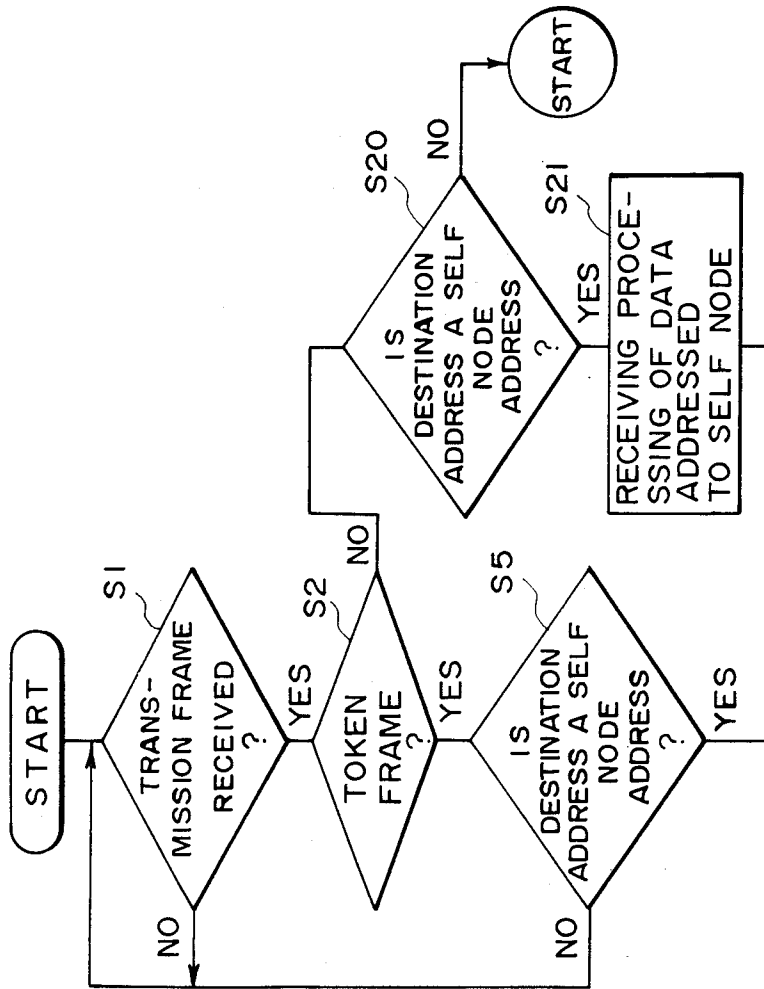 START
S1
TRANS-
MISSION FRAME
RECEIVED
?
NO
YES
S2
TOKEN
FRAME
?
NO
YES
S5
IS
DESTINATION
ADDRESS A SELF
NODE
ADDRESS
?
NO
YES
S20
IS
DESTINATION
ADDRESS A SELF
NODE
ADDRESS
?
NO
START
YES
S21
RECEIVING PROCE-
SSING OF DATA
ADDRESSED
TO SELF NODE